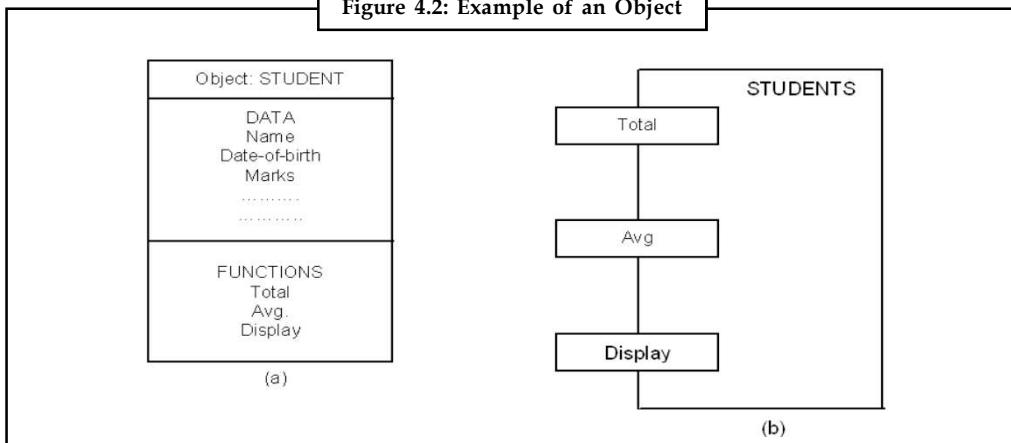 Figure 4.2: Example of an Object
Object: STUDENT
DATA
Name
Date-of-birth
Marks
……….
………..
FUNCTIONS
Total
Avg.
Display
(a)
STUDENTS
Total
Avg
Display
(b)